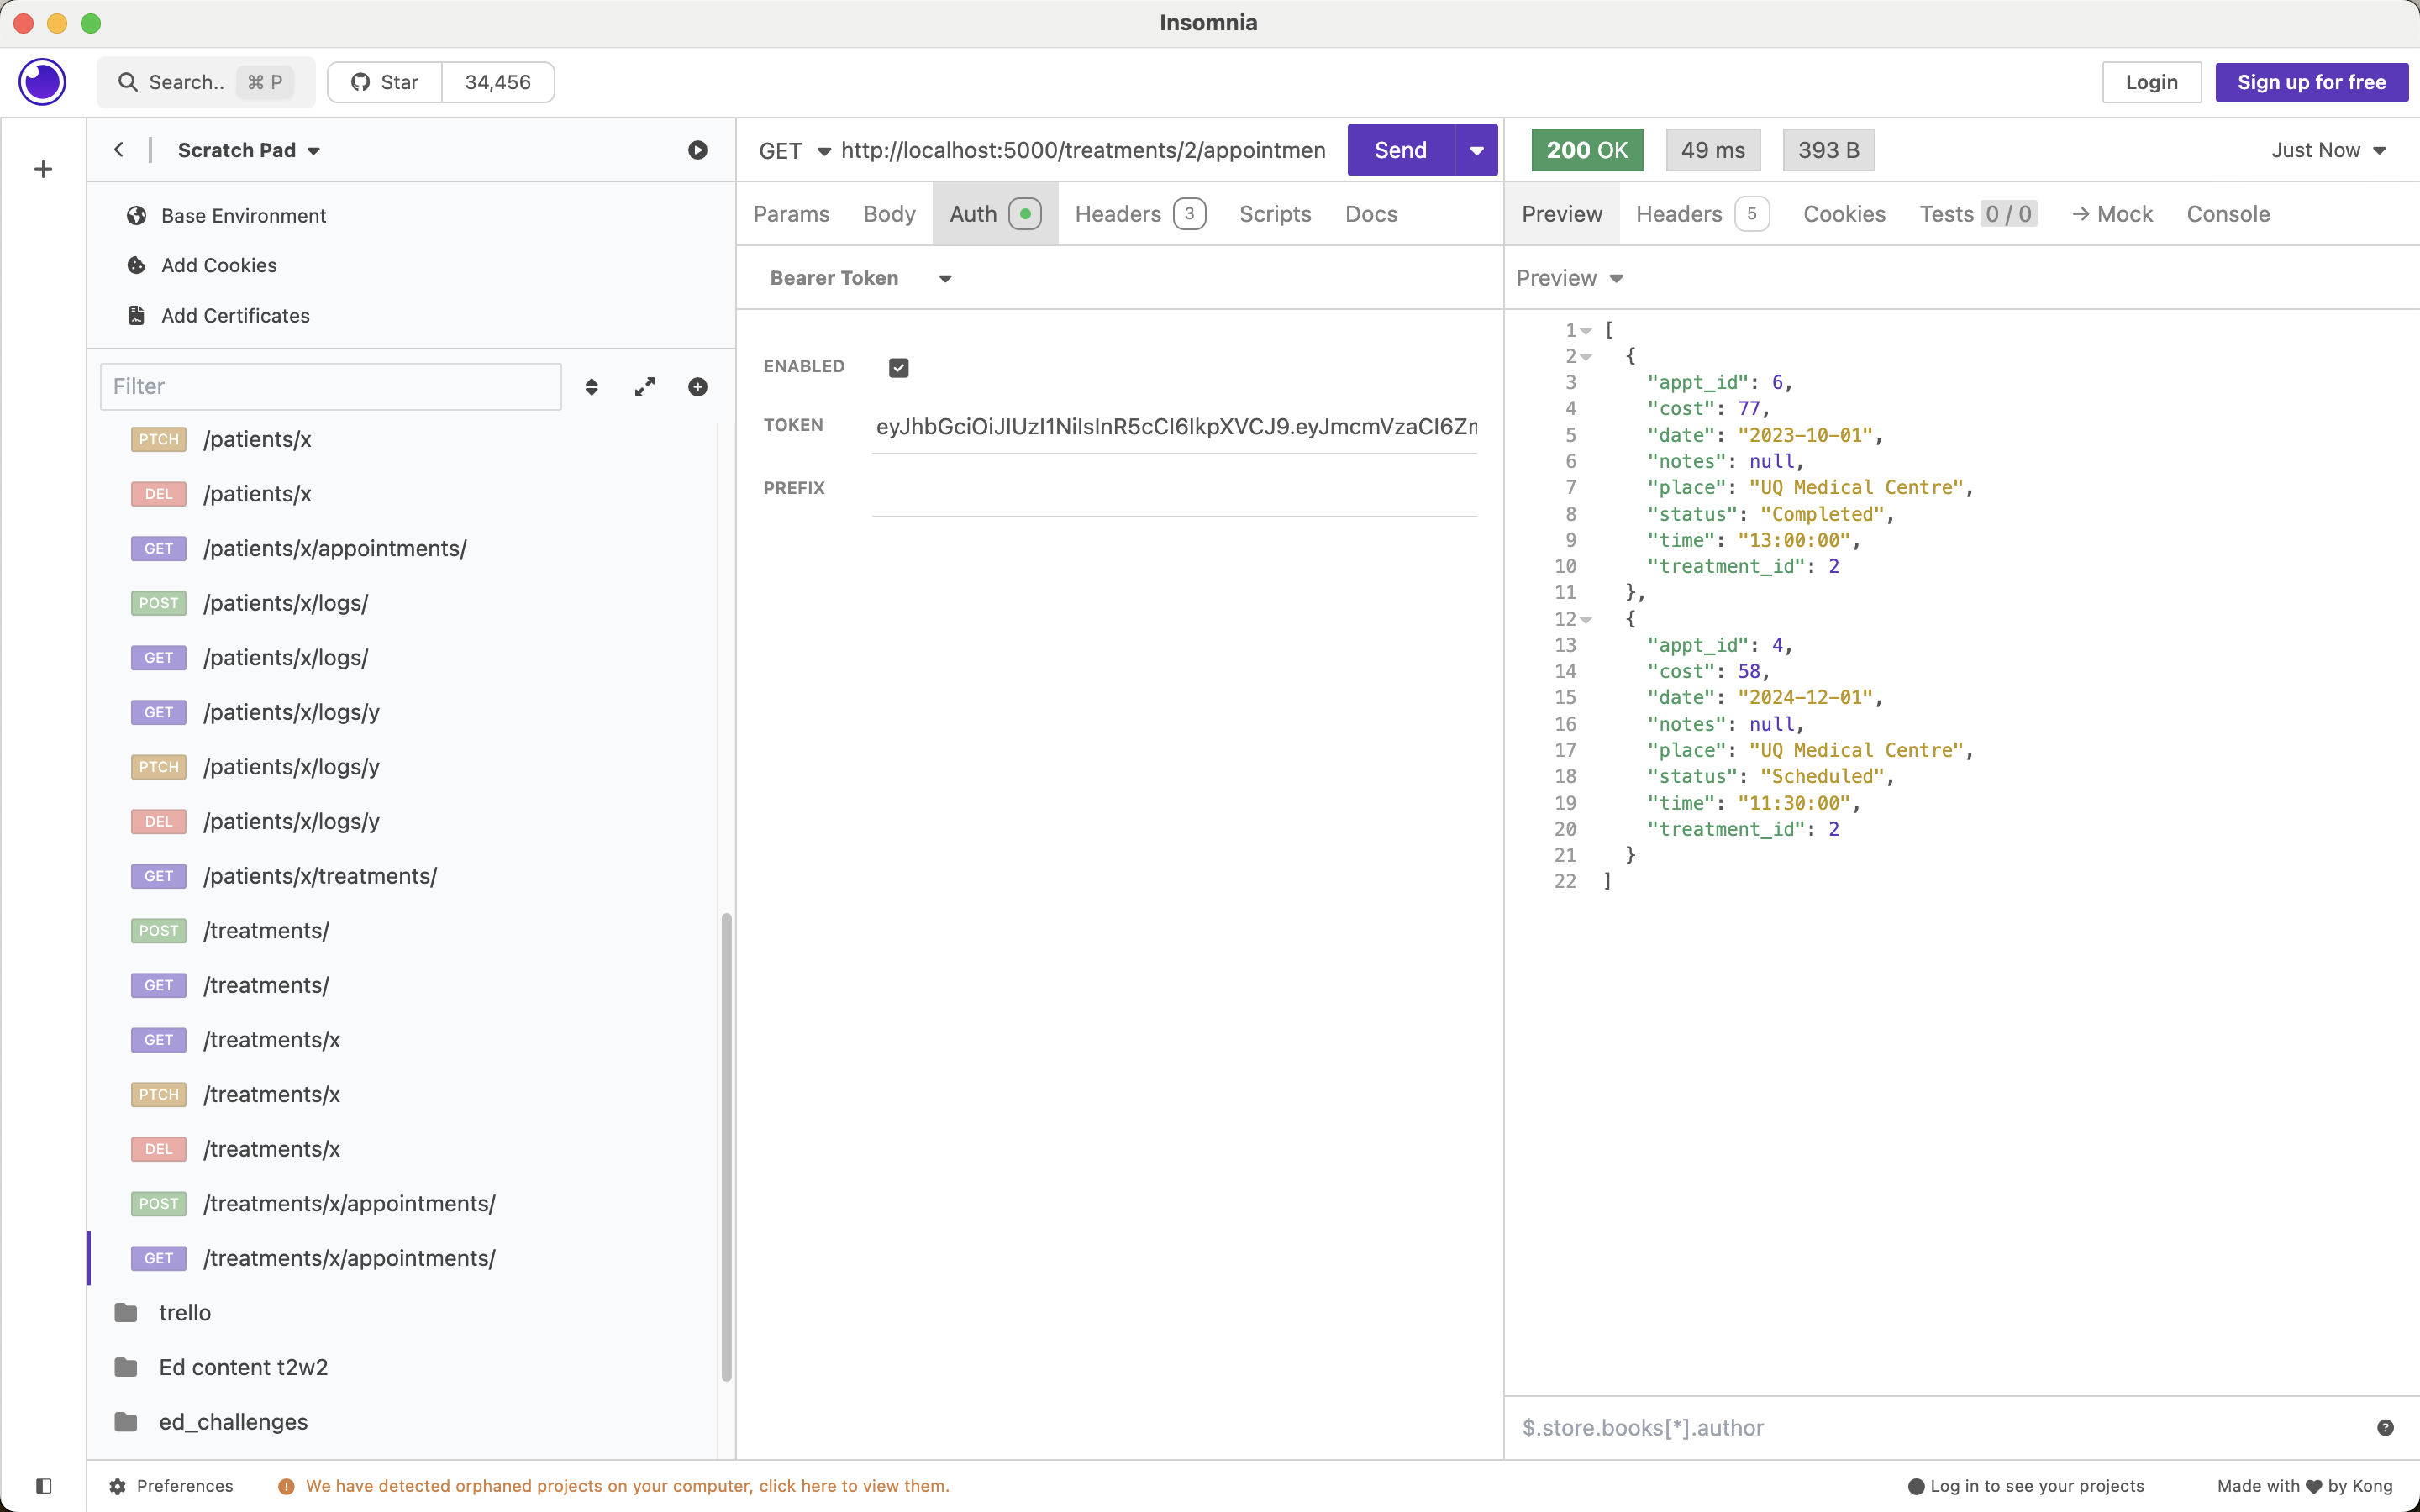 Insomnia
Search.. ⌘ P
Star 34,456
Login
Sign up for free
Scratch Pad
Base Environment
Add Cookies
Add Certificates
Filter
PTCH /patients/x
DEL /patients/x
GET /patients/x/appointments/
POST /patients/x/logs/
GET /patients/x/logs/
GET /patients/x/logs/y
PTCH /patients/x/logs/y
DEL /patients/x/logs/y
GET /patients/x/treatments/
POST /treatments/
GET /treatments/
GET /treatments/x
PTCH /treatments/x
DEL /treatments/x
POST /treatments/x/appointments/
GET /treatments/x/appointments/
trello
Ed content t2w2
ed_challenges
GET http://localhost:5000/treatments/2/appointmen
Send
Params Body Auth Headers 3 Scripts Docs
Bearer Token
ENABLED
TOKEN eyJhbGciOiJIUzI1NiIsInR5cCI6IkpXVCJ9.eyJmcmVzaCI6Zm
PREFIX
200 OK 49 ms 393 B
Just Now
Preview Headers 5 Cookies Tests 0 / 0 → Mock Console
Preview
1 [
2 {
3 "appt_id": 6,
4 "cost": 77,
5 "date": "2023-10-01",
6 "notes": null,
7 "place": "UQ Medical Centre",
8 "status": "Completed",
9 "time": "13:00:00",
10 "treatment_id": 2
11 },
12 {
13 "appt_id": 4,
14 "cost": 58,
15 "date": "2024-12-01",
16 "notes": null,
17 "place": "UQ Medical Centre",
18 "status": "Scheduled",
19 "time": "11:30:00",
20 "treatment_id": 2
21 }
22 ]
$.store.books[*].author
Preferences
We have detected orphaned projects on your computer, click here to view them.
Log in to see your projects
Made with ♥ by Kong